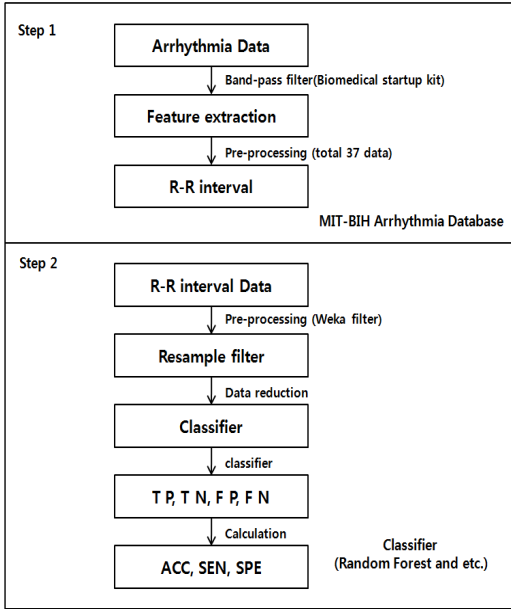 Step 1
Arrhythmia Data
Band-pass filter(Biomedical startup kit)
Feature extraction
Pre-processing (total 37 data)
R-R interval
MIT-BIH Arrhythmia Database
Step 2
R-R interval Data
Pre-processing (Weka filter)
Resample filter
Data reduction
Classifier
classifier
T P, T N, F P, F N
Calculation
ACC, SEN, SPE
Classifier
(Random Forest and etc.)